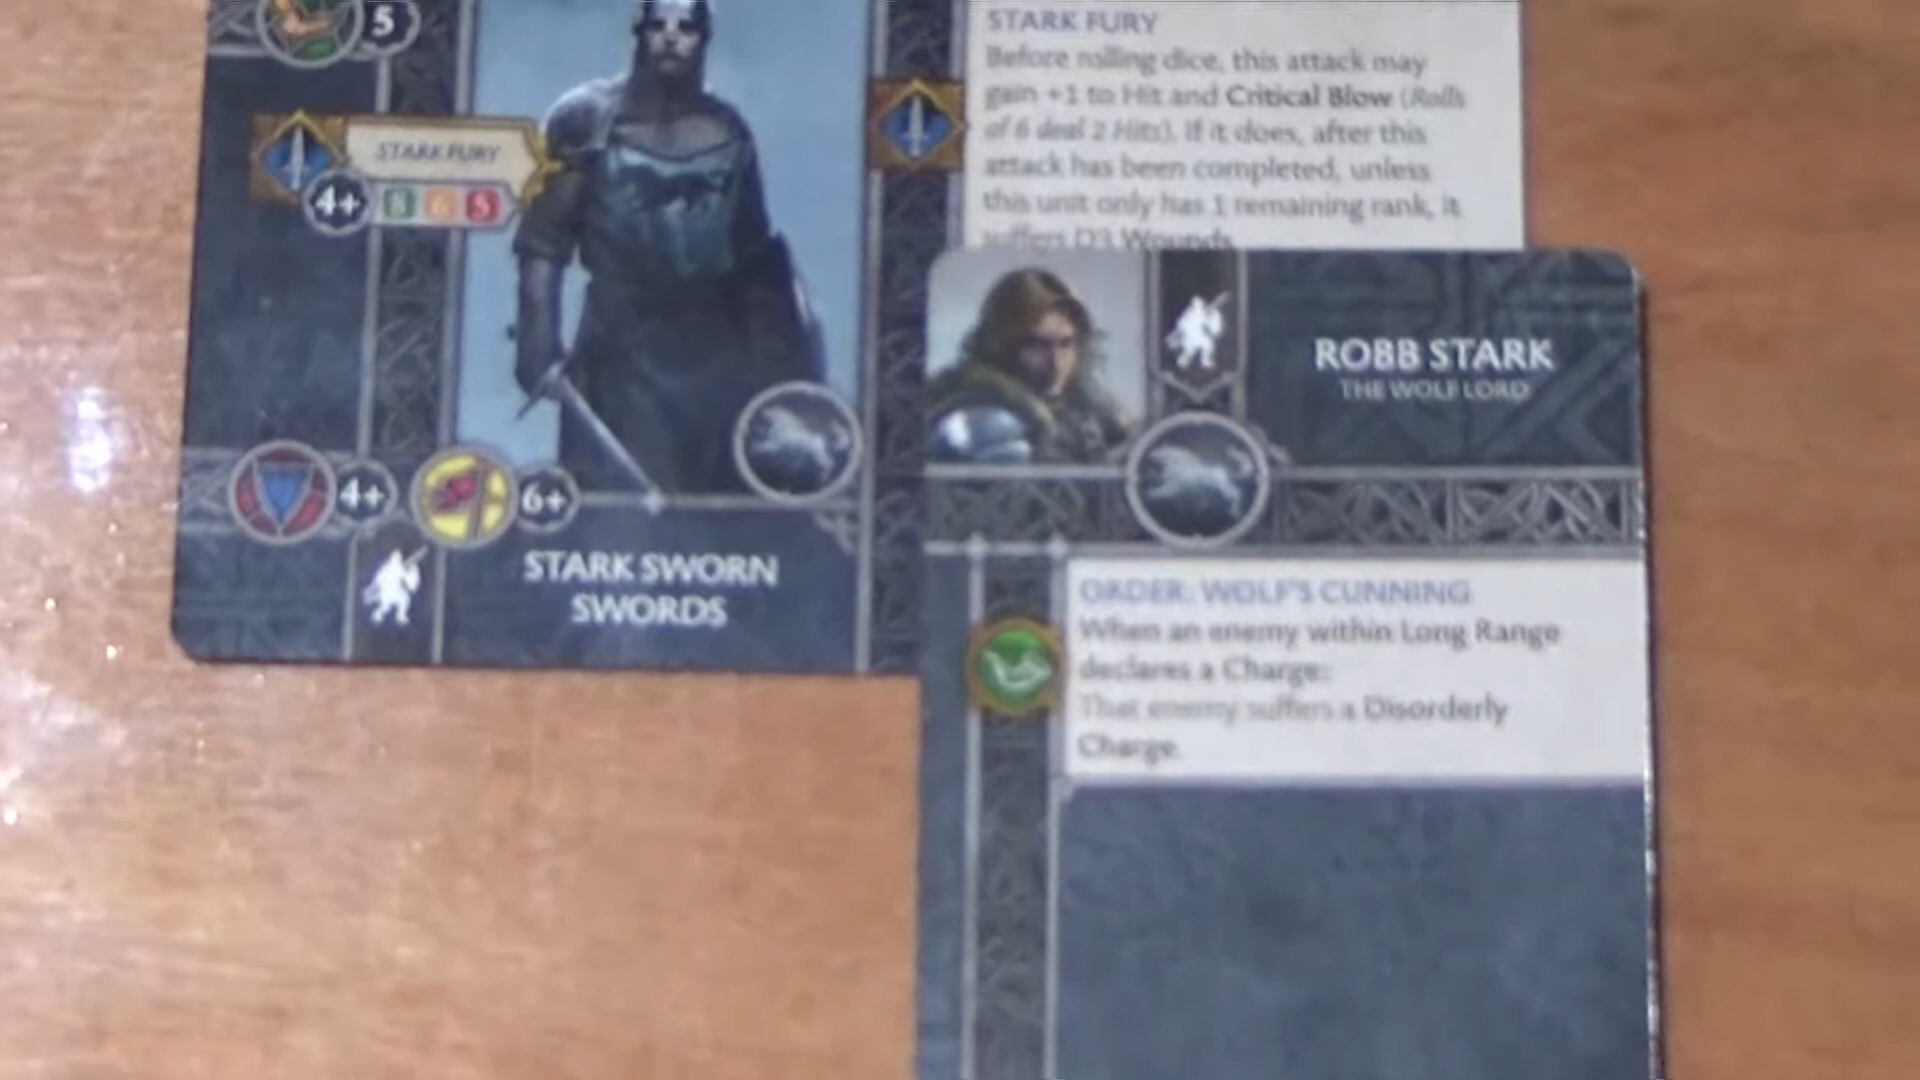 5
STARK FURY
4+
8 6 5
4+
6+
STARK SWORN
SWORDS
STARK FURY
Before rolling dice, this attack may
gain +1 to Hit and Critical Blow (Rolls
of 6 deal 2 Hits). If it does, after this
attack has been completed, unless
this unit only has 1 remaining rank, it
suffers D3 Wounds.
ROBB STARK
THE WOLF LORD
ORDER: WOLF'S CUNNING
When an enemy within Long Range
declares a Charge:
That enemy suffers a Disorderly
Charge.